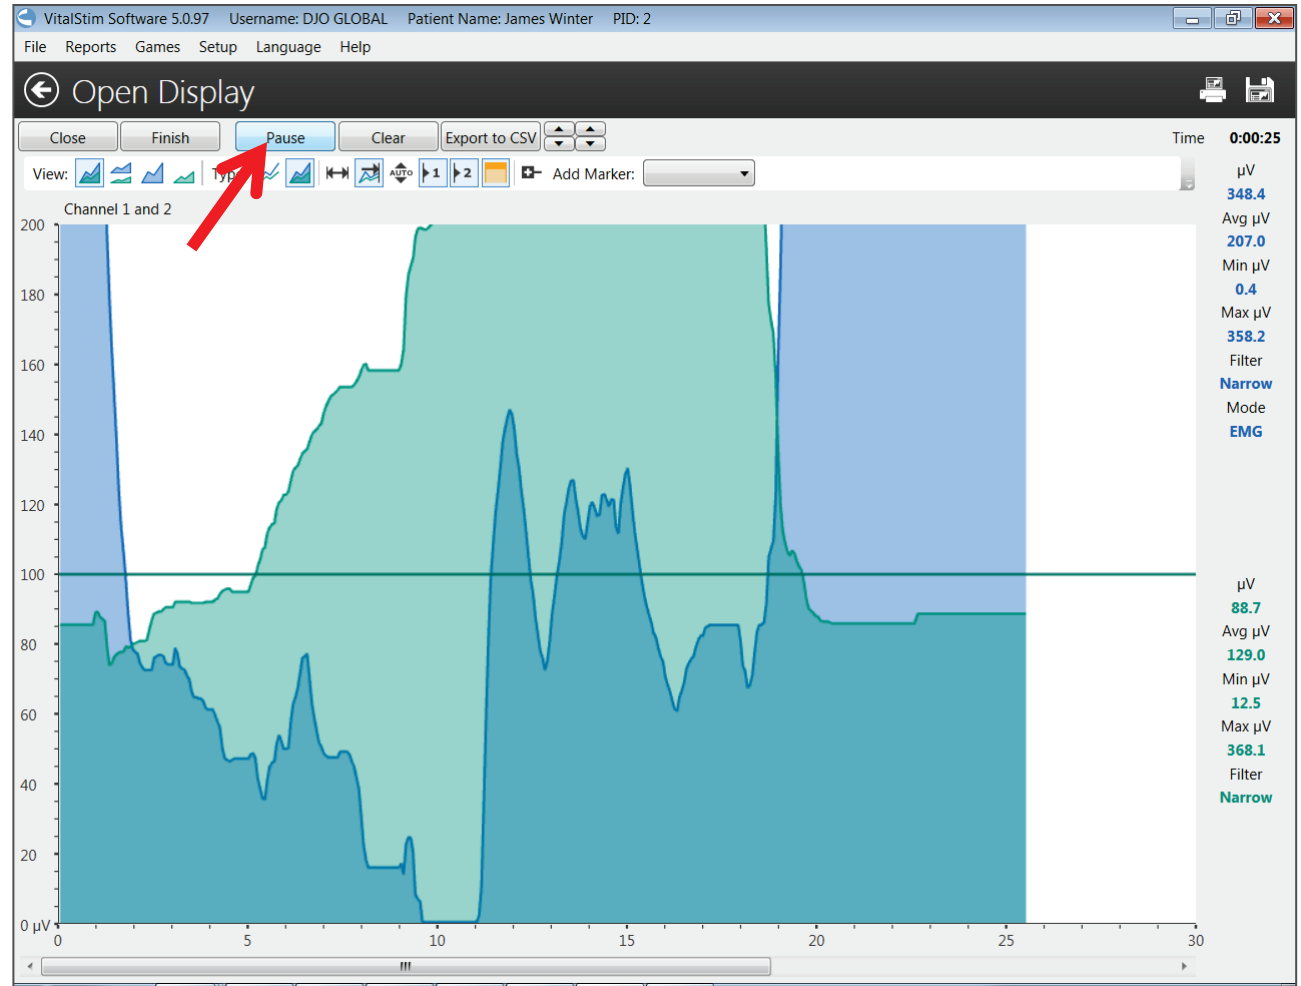 VitalStim Software 5.0.97 Username: DJO GLOBAL Patient Name: James Winter PID: 2
File Reports Games Setup Language Help
Open Display
Close Finish Pause Clear Export to CSV Time 0:00:25
View: AUTO 1 2 Add Marker:
Channel 1 and 2
µV
348.4
Avg µV
207.0
Min µV
0.4
Max µV
358.2
Filter
Narrow
Mode
EMG
µV
88.7
Avg µV
129.0
Min µV
12.5
Max µV
368.1
Filter
Narrow
200
180
160
140
120
100
80
60
40
20
0 µV
0 5 10 15 20 25 30